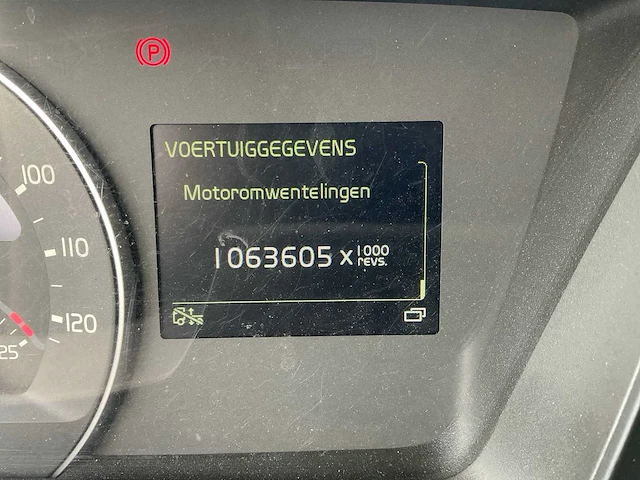 P
VOERTUIGGEGEVENS
Motoromwentelingen
1063605 x 1000
REVS.
100
110
120
25